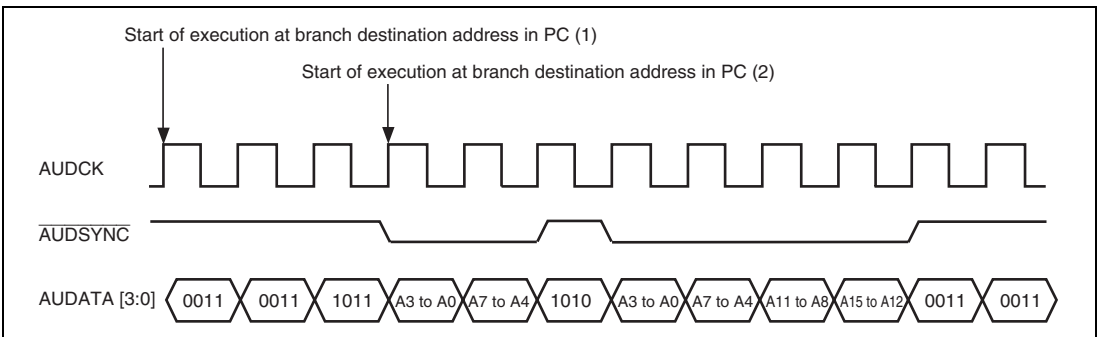 Start of execution at branch destination address in PC (1)
Start of execution at branch destination address in PC (2)
AUDCK
AUDSYNC
AUDATA [3:0] 0011 0011 1011 A3 to A0 A7 to A4 1010 A3 to A0 A7 to A4 A11 to A8 A15 to A12 0011 0011